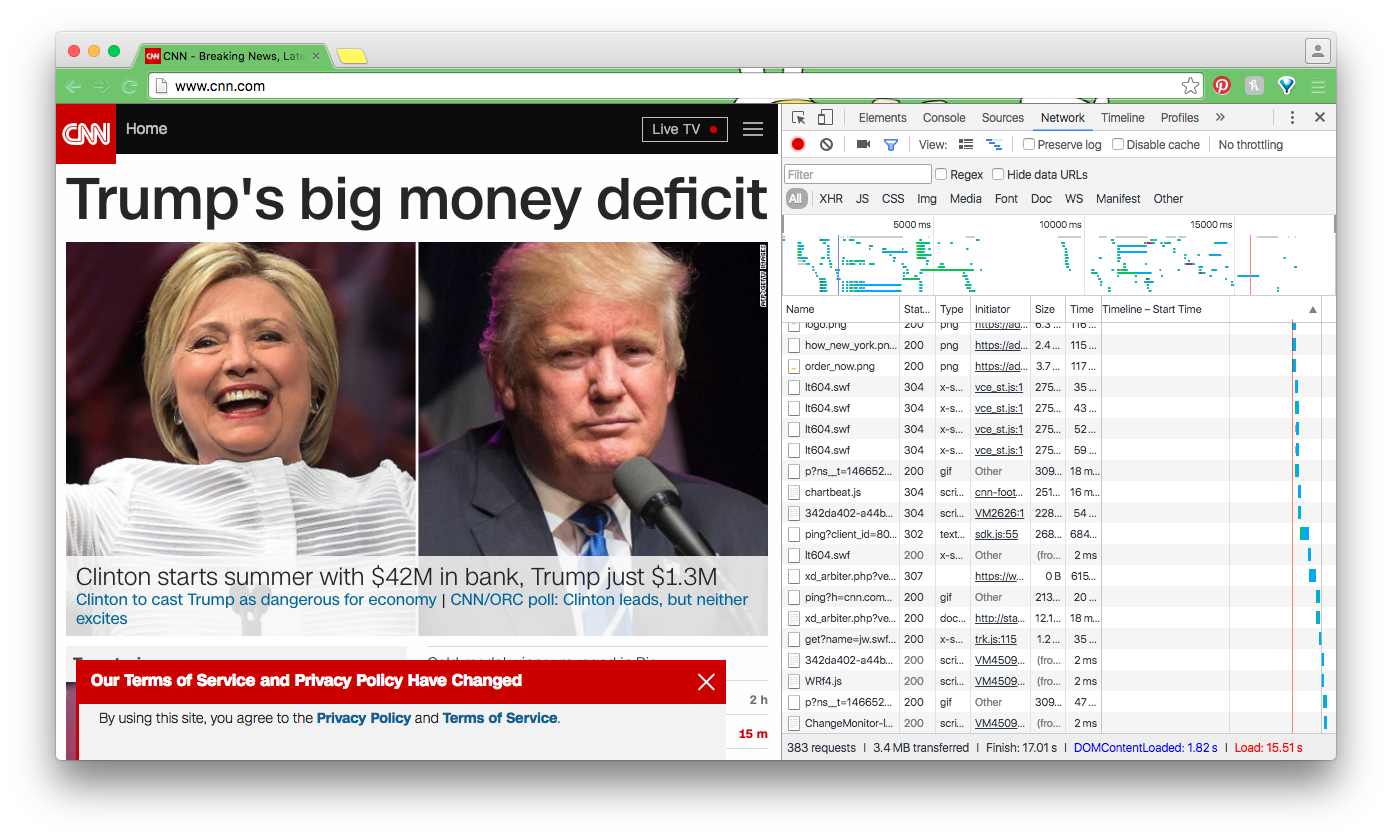 CNN CNN - Breaking News, Late
www.cnn.com
CNN Home Live TV
Trump's big money deficit
Clinton starts summer with $42M in bank, Trump just $1.3M
Clinton to cast Trump as dangerous for economy | CNN/ORC poll: Clinton leads, but neither
excites
Our Terms of Service and Privacy Policy Have Changed
By using this site, you agree to the Privacy Policy and Terms of Service.
2 h
15 m
Elements Console Sources Network Timeline Profiles »
View: Preserve log Disable cache No throttling
Filter Regex Hide data URLs
All XHR JS CSS Img Media Font Doc WS Manifest Other
5000 ms 10000 ms 15000 ms
Name Stat... Type Initiator Size Time Timeline – Start Time
logo.png 200 png https://ad... 6.3 ... 116 ...
how_new_york.pn... 200 png https://ad... 2.4 ... 115 ...
order_now.png 200 png https://ad... 3.7 ... 117 ...
lt604.swf 304 x-s... vce_st.js:1 275... 35 ...
lt604.swf 304 x-s... vce_st.js:1 275... 43 ...
lt604.swf 304 x-s... vce_st.js:1 275... 52 ...
lt604.swf 304 x-s... vce_st.js:1 275... 59 ...
p?ns__t=146652... 200 gif Other 309... 18 m...
chartbeat.js 304 scri... cnn-foot... 251... 16 m...
342da402-a44b... 304 scri... VM2626:1 228... 54 ...
ping?client_id=80... 302 text... sdk.js:55 268... 684...
lt604.swf 200 x-s... Other (fro... 2 ms
xd_arbiter.php?ve... 307 https://w... 0 B 615...
ping?h=cnn.com... 200 gif Other 213... 20 ...
xd_arbiter.php?ve... 200 doc... http://sta... 12.1... 18 m...
get?name=jw.swf... 200 x-s... trk.js:115 1.2 ... 35 ...
342da402-a44b... 200 scri... VM4509... (fro... 2 ms
WRf4.js 200 scri... VM4509... (fro... 2 ms
p?ns__t=146652... 200 gif Other 309... 47 ...
ChangeMonitor-l... 200 scri... VM4509... (fro... 2 ms
383 requests | 3.4 MB transferred | Finish: 17.01 s | DOMContentLoaded: 1.82 s | Load: 15.51 s